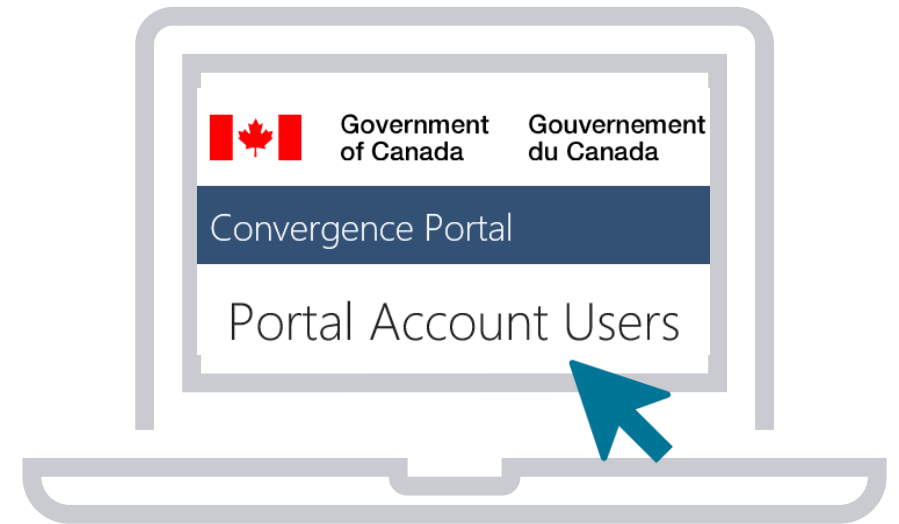 Government Gouvernement
of Canada du Canada
Convergence Portal
Portal Account Users